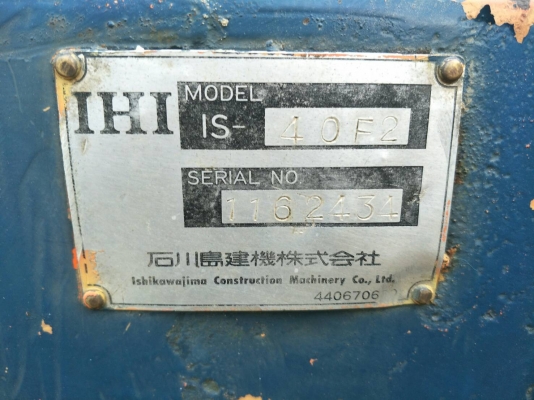 IHI
MODEL
IS- 40F2
SERIAL NO
1162434
石川島建機株式会社
Ishikawajima Construction Machinery Co., Ltd.